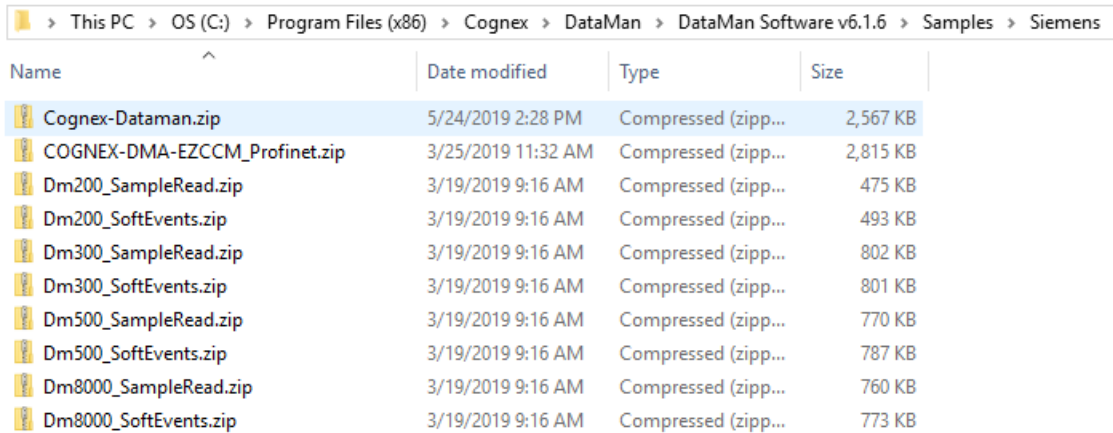 > This PC > OS (C:) > Program Files (x86) > Cognex > DataMan > DataMan Software v6.1.6 > Samples > Siemens
Name Date modified Type Size
Cognex-Dataman.zip 5/24/2019 2:28 PM Compressed (zipp... 2,567 KB
COGNEX-DMA-EZCCM_Profinet.zip 3/25/2019 11:32 AM Compressed (zipp... 2,815 KB
Dm200_SampleRead.zip 3/19/2019 9:16 AM Compressed (zipp... 475 KB
Dm200_SoftEvents.zip 3/19/2019 9:16 AM Compressed (zipp... 493 KB
Dm300_SampleRead.zip 3/19/2019 9:16 AM Compressed (zipp... 802 KB
Dm300_SoftEvents.zip 3/19/2019 9:16 AM Compressed (zipp... 801 KB
Dm500_SampleRead.zip 3/19/2019 9:16 AM Compressed (zipp... 770 KB
Dm500_SoftEvents.zip 3/19/2019 9:16 AM Compressed (zipp... 787 KB
Dm8000_SampleRead.zip 3/19/2019 9:16 AM Compressed (zipp... 760 KB
Dm8000_SoftEvents.zip 3/19/2019 9:16 AM Compressed (zipp... 773 KB